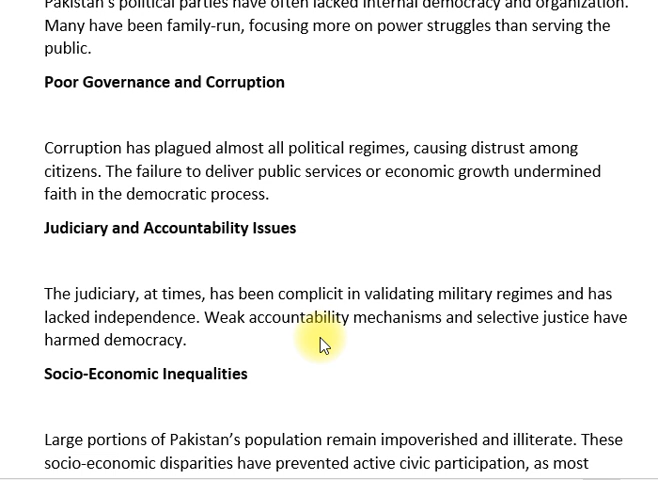 Pakistan's political parties have often lacked internal democracy and organization.
Many have been family-run, focusing more on power struggles than serving the
public.
Poor Governance and Corruption
Corruption has plagued almost all political regimes, causing distrust among
citizens. The failure to deliver public services or economic growth undermined
faith in the democratic process.
Judiciary and Accountability Issues
The judiciary, at times, has been complicit in validating military regimes and has
lacked independence. Weak accountability mechanisms and selective justice have
harmed democracy.
Socio-Economic Inequalities
Large portions of Pakistan’s population remain impoverished and illiterate. These
socio-economic disparities have prevented active civic participation, as most